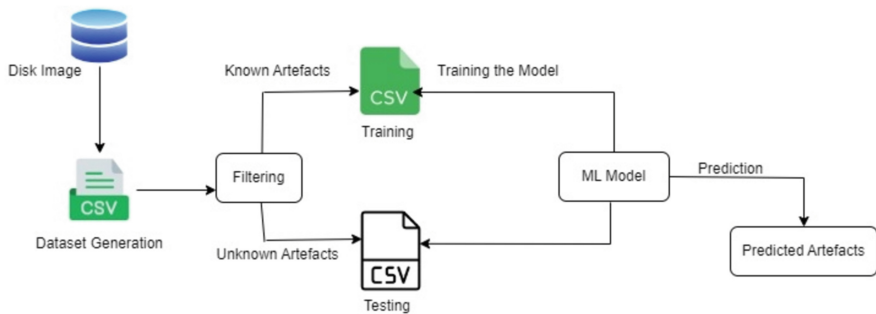 Disk Image
Known Artefacts
CSV
Training the Model
Training
CSV
Dataset Generation
Filtering
ML Model
Prediction
Predicted Artefacts
Unknown Artefacts
CSV
Testing